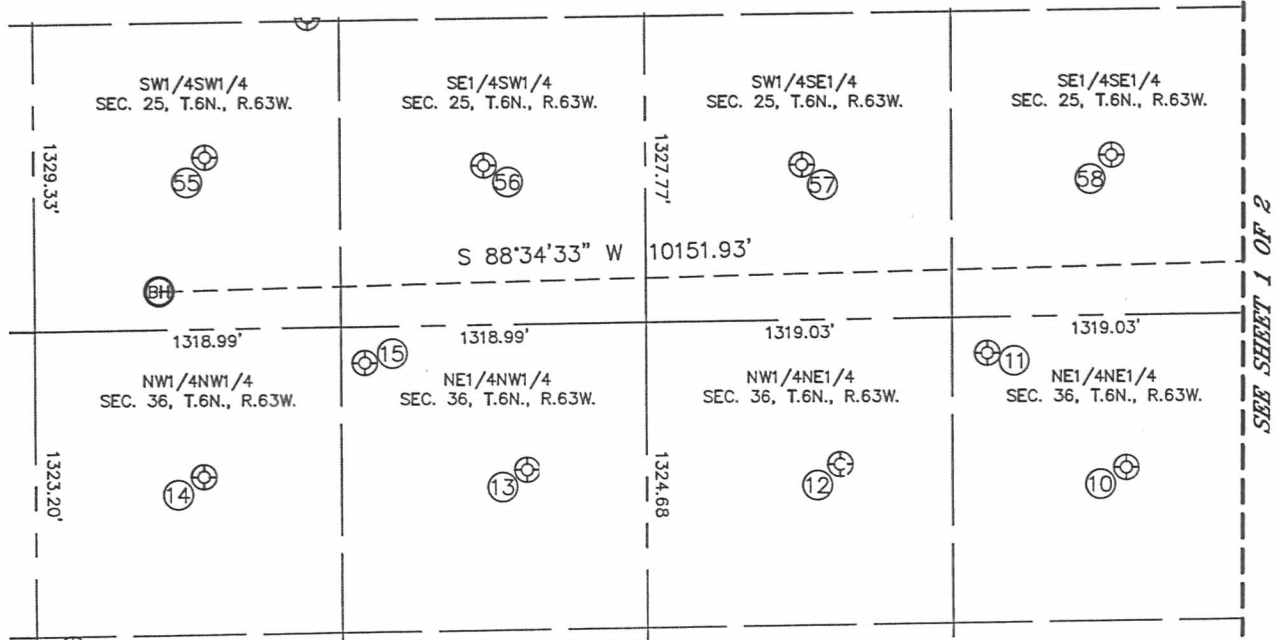 SW1/4SW1/4
SEC. 25, T.6N., R.63W.
SE1/4SW1/4
SEC. 25, T.6N., R.63W.
SW1/4SE1/4
SEC. 25, T.6N., R.63W.
SE1/4SE1/4
SEC. 25, T.6N., R.63W.
1329.33'
55
56
1327.77'
57
58
S 88°34'33" W 10151.93'
BH
SEE SHEET 1 OF 2
1318.99'
1318.99'
1319.03'
1319.03'
15
11
NW1/4NW1/4
SEC. 36, T.6N., R.63W.
NE1/4NW1/4
SEC. 36, T.6N., R.63W.
NW1/4NE1/4
SEC. 36, T.6N., R.63W.
NE1/4NE1/4
SEC. 36, T.6N., R.63W.
1323.20'
14
13
1324.68
12
10